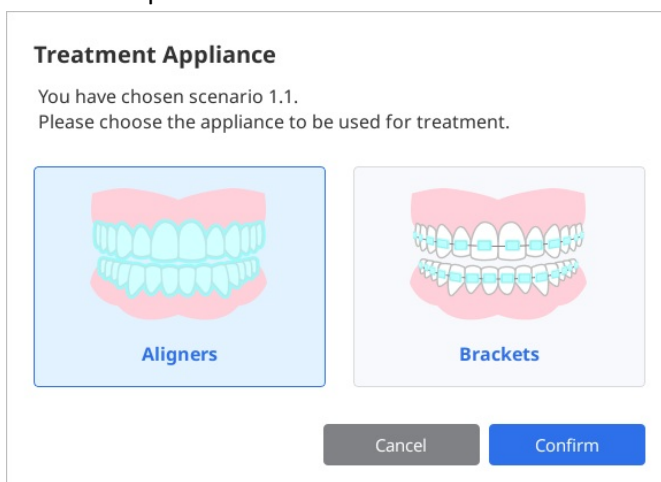 Treatment Appliance
You have chosen scenario 1.1.
Please choose the appliance to be used for treatment.
Aligners
Brackets
Cancel
Confirm